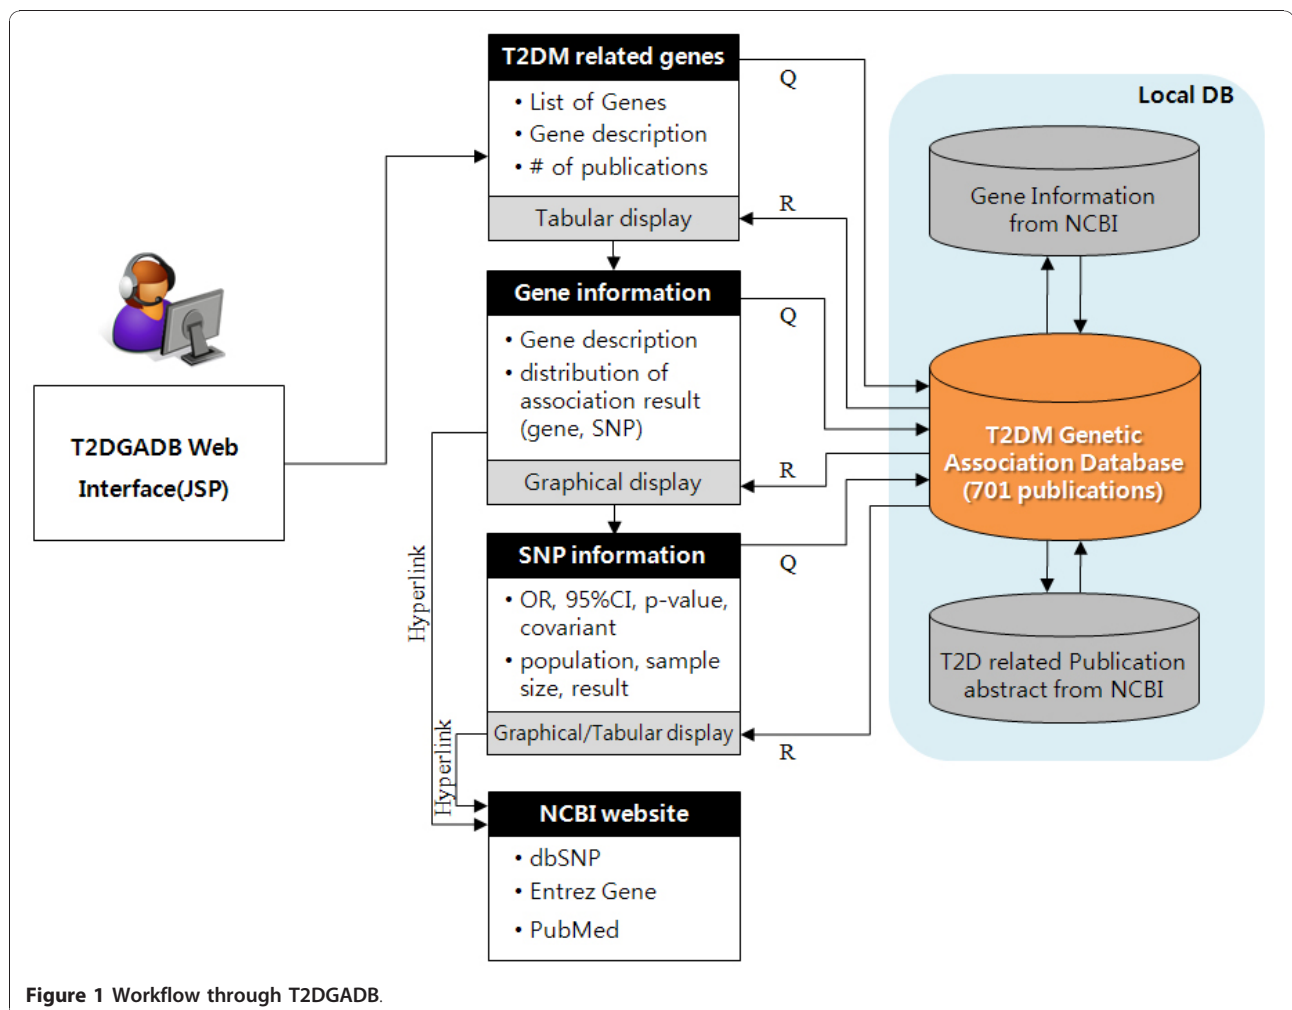 T2DM related genes
• List of Genes
• Gene description
• # of publications
Tabular display
Q
R
Local DB
Gene Information
from NCBI
T2DGADB Web
Interface(JSP)
Gene information
• Gene description
• distribution of
association result
(gene, SNP)
Graphical display
Q
R
T2DM Genetic
Association Database
(701 publications)
Hyperlink
SNP information
• OR, 95%CI, p-value,
covariant
• population, sample
size, result
Graphical/Tabular display
Q
R
T2D related Publication
abstract from NCBI
Hyperlink
NCBI website
• dbSNP
• Entrez Gene
• PubMed
Figure 1 Workflow through T2DGADB.